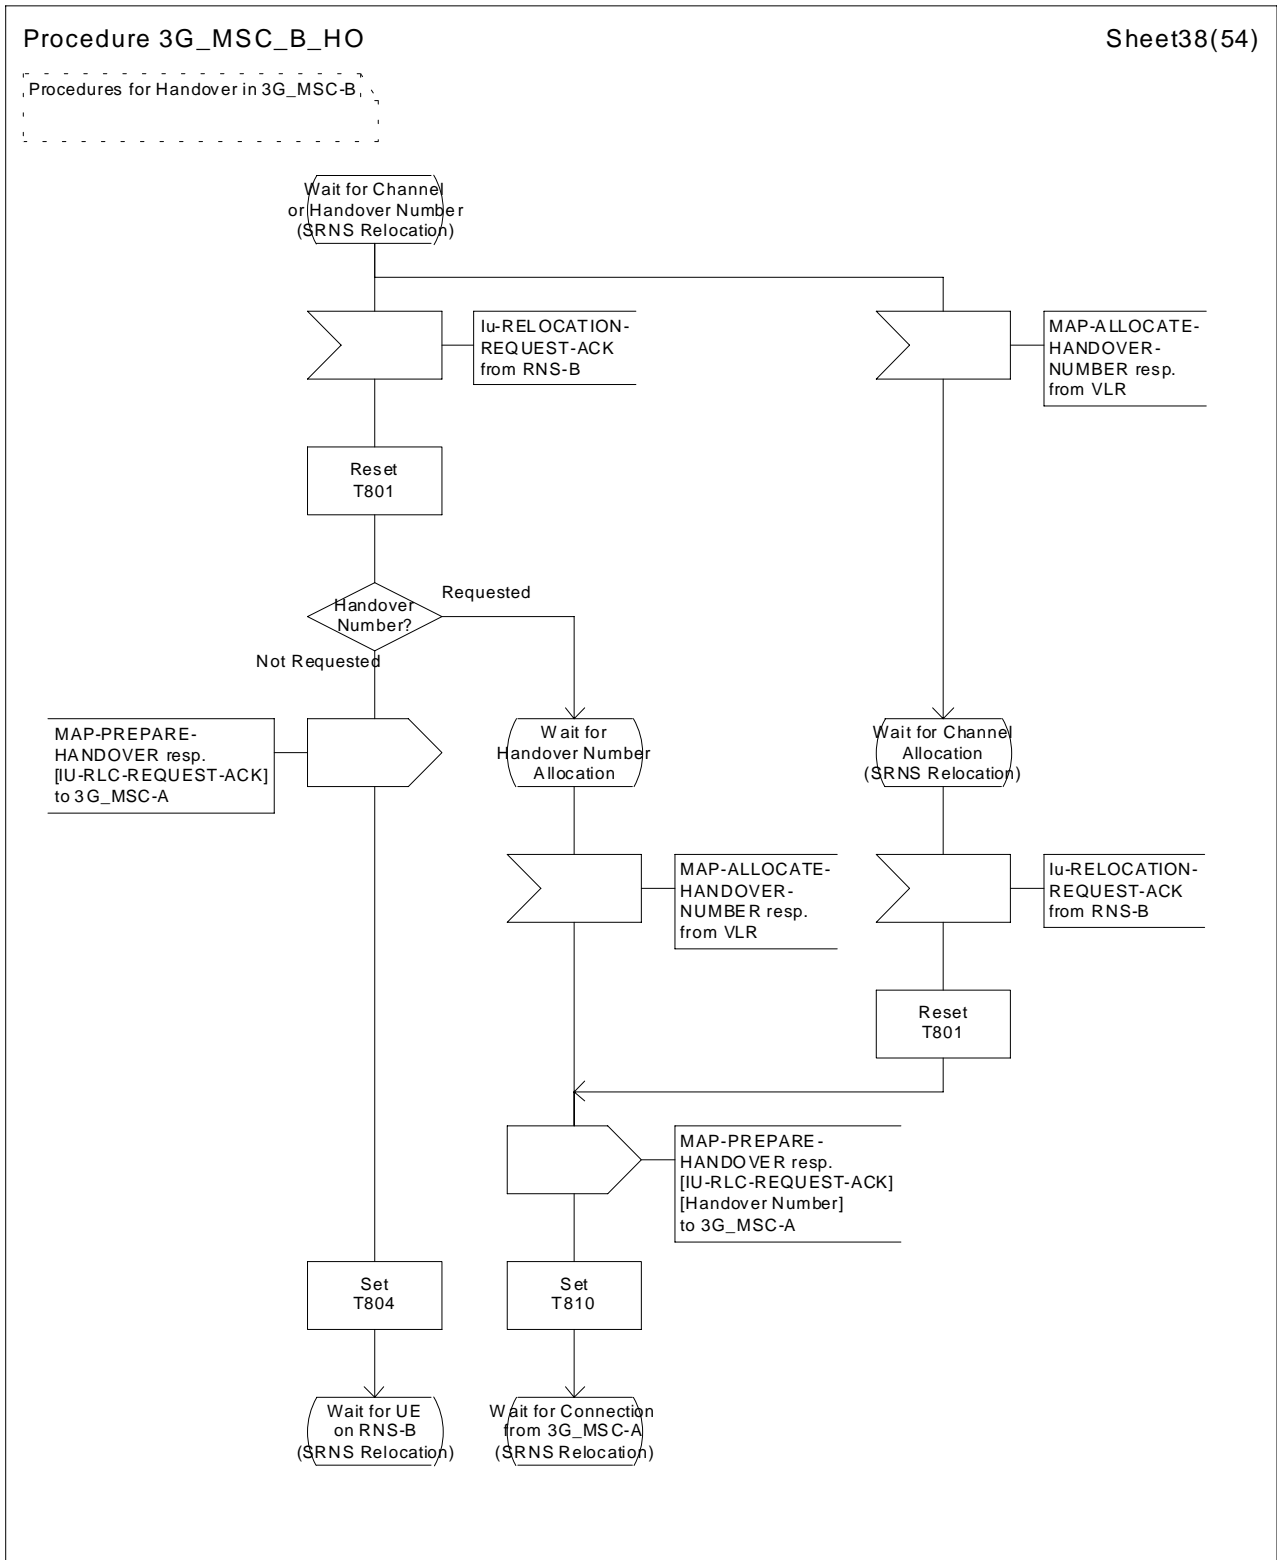 Procedure 3G_MSC_B_HO
Sheet38(54)
Procedures for Handover in 3G_MSC-B
Wait for Channel
or Handover Number
(SRNS Relocation)
Iu-RELOCATION-
REQUEST-ACK
from RNS-B
MAP-ALLOCATE-
HANDOVER-
NUMBER resp.
from VLR
Reset
T801
Handover
Number?
Requested
Not Requested
MAP-PREPARE-
HANDOVER resp.
[IU-RLC-REQUEST-ACK]
to 3G_MSC-A
Wait for
Handover Number
Allocation
Wait for Channel
Allocation
(SRNS Relocation)
MAP-ALLOCATE-
HANDOVER-
NUMBER resp.
from VLR
Iu-RELOCATION-
REQUEST-ACK
from RNS-B
Reset
T801
MAP-PREPARE-
HANDOVER resp.
[IU-RLC-REQUEST-ACK]
[Handover Number]
to 3G_MSC-A
Set
T804
Set
T810
Wait for UE
on RNS-B
(SRNS Relocation)
Wait for Connection
from 3G_MSC-A
(SRNS Relocation)